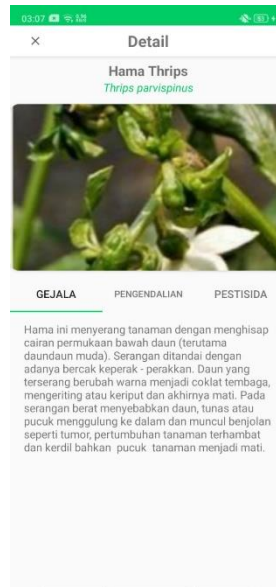 03:07
Detail
Hama Thrips
Thrips parvispinus
GEJALA PENGENDALIAN PESTISIDA
Hama ini menyerang tanaman dengan menghisap
cairan permukaan bawah daun (terutama
daundaun muda). Serangan ditandai dengan
adanya bercak keperak - perakkan. Daun yang
terserang berubah warna menjadi coklat tembaga,
mengeriting atau keriput dan akhirnya mati. Pada
serangan berat menyebabkan daun, tunas atau
pucuk menggulung ke dalam dan muncul benjolan
seperti tumor, pertumbuhan tanaman terhambat
dan kerdil bahkan pucuk tanaman menjadi mati.